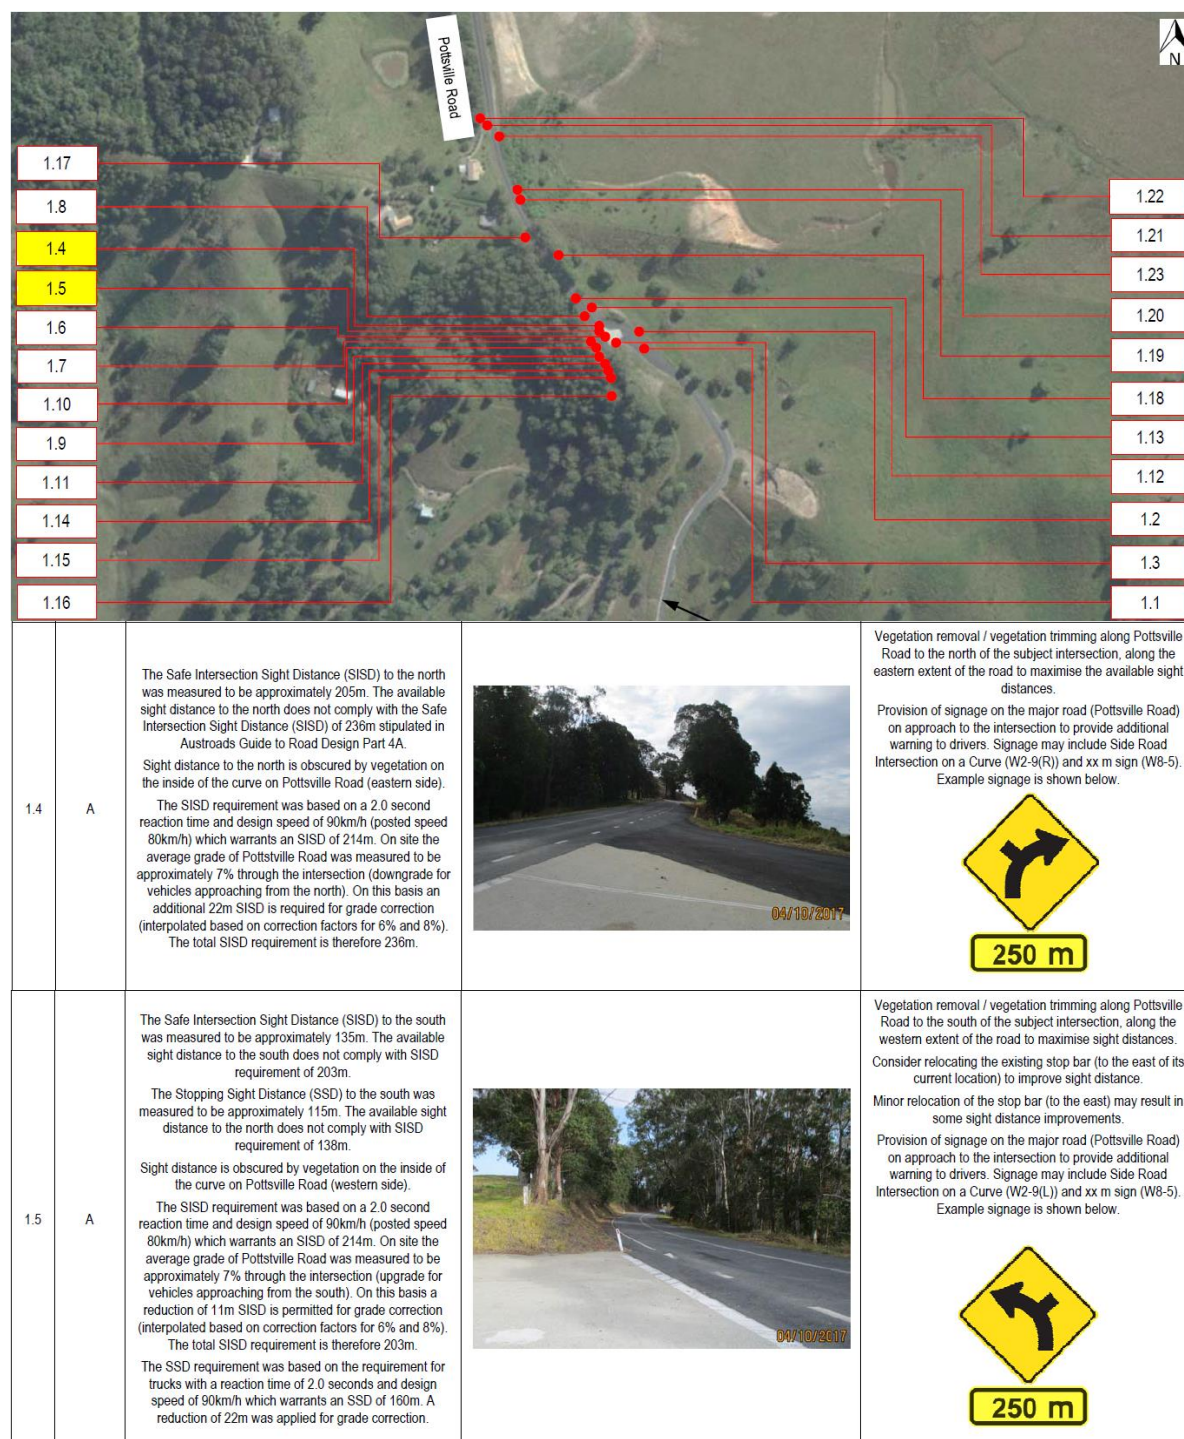 Pottsville Road
N
1.17
1.8
1.4
1.5
1.6
1.7
1.10
1.9
1.11
1.14
1.15
1.16
1.22
1.21
1.23
1.20
1.19
1.18
1.13
1.12
1.2
1.3
1.1
1.4
A
The Safe Intersection Sight Distance (SISD) to the north
was measured to be approximately 205m. The available
sight distance to the north does not comply with the Safe
Intersection Sight Distance (SISD) of 236m stipulated in
Austroads Guide to Road Design Part 4A.
Sight distance to the north is obscured by vegetation on
the inside of the curve on Pottsville Road (eastern side).
The SISD requirement was based on a 2.0 second
reaction time and design speed of 90km/h (posted speed
80km/h) which warrants an SISD of 214m. On site the
average grade of Pottstville Road was measured to be
approximately 7% through the intersection (downgrade for
vehicles approaching from the north). On this basis an
additional 22m SISD is required for grade correction
(interpolated based on correction factors for 6% and 8%).
The total SISD requirement is therefore 236m.
04/10/2017
Vegetation removal / vegetation trimming along Pottsville
Road to the north of the subject intersection, along the
eastern extent of the road to maximise the available sight
distances.
Provision of signage on the major road (Pottsville Road)
on approach to the intersection to provide additional
warning to drivers. Signage may include Side Road
Intersection on a Curve (W2-9(R)) and xx m sign (W8-5).
Example signage is shown below.
250 m
1.5
A
The Safe Intersection Sight Distance (SISD) to the south
was measured to be approximately 135m. The available
sight distance to the south does not comply with SISD
requirement of 203m.
The Stopping Sight Distance (SSD) to the south was
measured to be approximately 115m. The available sight
distance to the north does not comply with SISD
requirement of 138m.
Sight distance is obscured by vegetation on the inside of
the curve on Pottsville Road (western side).
The SISD requirement was based on a 2.0 second
reaction time and design speed of 90km/h (posted speed
80km/h) which warrants an SISD of 214m. On site the
average grade of Pottstville Road was measured to be
approximately 7% through the intersection (upgrade for
vehicles approaching from the south). On this basis a
reduction of 11m SISD is permitted for grade correction
(interpolated based on correction factors for 6% and 8%).
The total SISD requirement is therefore 203m.
The SSD requirement was based on the requirement for
trucks with a reaction time of 2.0 seconds and design
speed of 90km/h which warrants an SSD of 160m. A
reduction of 22m was applied for grade correction.
04/10/2017
Vegetation removal / vegetation trimming along Pottsville
Road to the south of the subject intersection, along the
western extent of the road to maximise sight distances.
Consider relocating the existing stop bar (to the east of its
current location) to improve sight distance.
Minor relocation of the stop bar (to the east) may result in
some sight distance improvements.
Provision of signage on the major road (Pottsville Road)
on approach to the intersection to provide additional
warning to drivers. Signage may include Side Road
Intersection on a Curve (W2-9(L)) and xx m sign (W8-5).
Example signage is shown below.
250 m